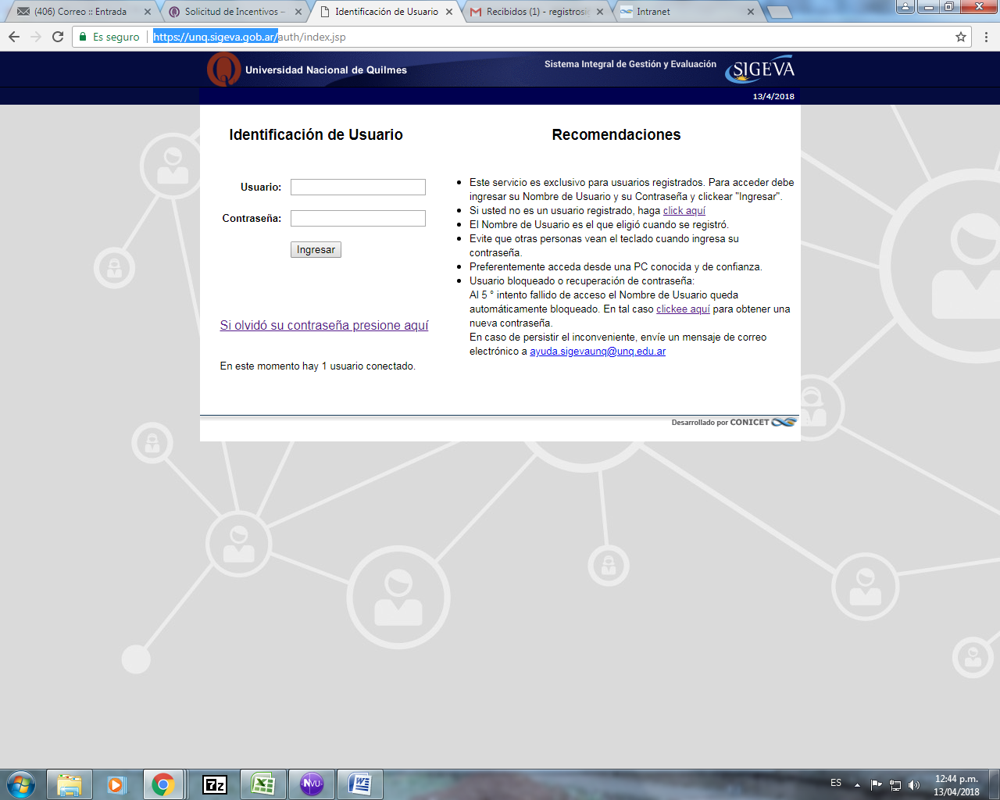 (406) Correo :: Entrada
Solicitud de Incentivos –
Identificación de Usuario
Recibidos (1) - registrosi
Intranet
Es seguro
https://unq.sigeva.gob.ar/auth/index.jsp
Universidad Nacional de Quilmes
Sistema Integral de Gestión y Evaluación
SIGEVA
13/4/2018
Identificación de Usuario
Usuario:
Contraseña:
Ingresar
Si olvidó su contraseña presione aquí
En este momento hay 1 usuario conectado.
Recomendaciones
Este servicio es exclusivo para usuarios registrados. Para acceder debe
ingresar su Nombre de Usuario y su Contraseña y clickear "Ingresar".
Si usted no es un usuario registrado, haga click aquí
El Nombre de Usuario es el que eligió cuando se registró.
Evite que otras personas vean el teclado cuando ingresa su
contraseña.
Preferentemente acceda desde una PC conocida y de confianza.
Usuario bloqueado o recuperación de contraseña:
Al 5 ° intento fallido de acceso el Nombre de Usuario queda
automáticamente bloqueado. En tal caso clickee aquí para obtener una
nueva contraseña.
En caso de persistir el inconveniente, envíe un mensaje de correo
electrónico a ayuda.sigevaunq@unq.edu.ar
Desarrollado por CONICET
7z
NVU
ES
12:44 p.m.
13/04/2018